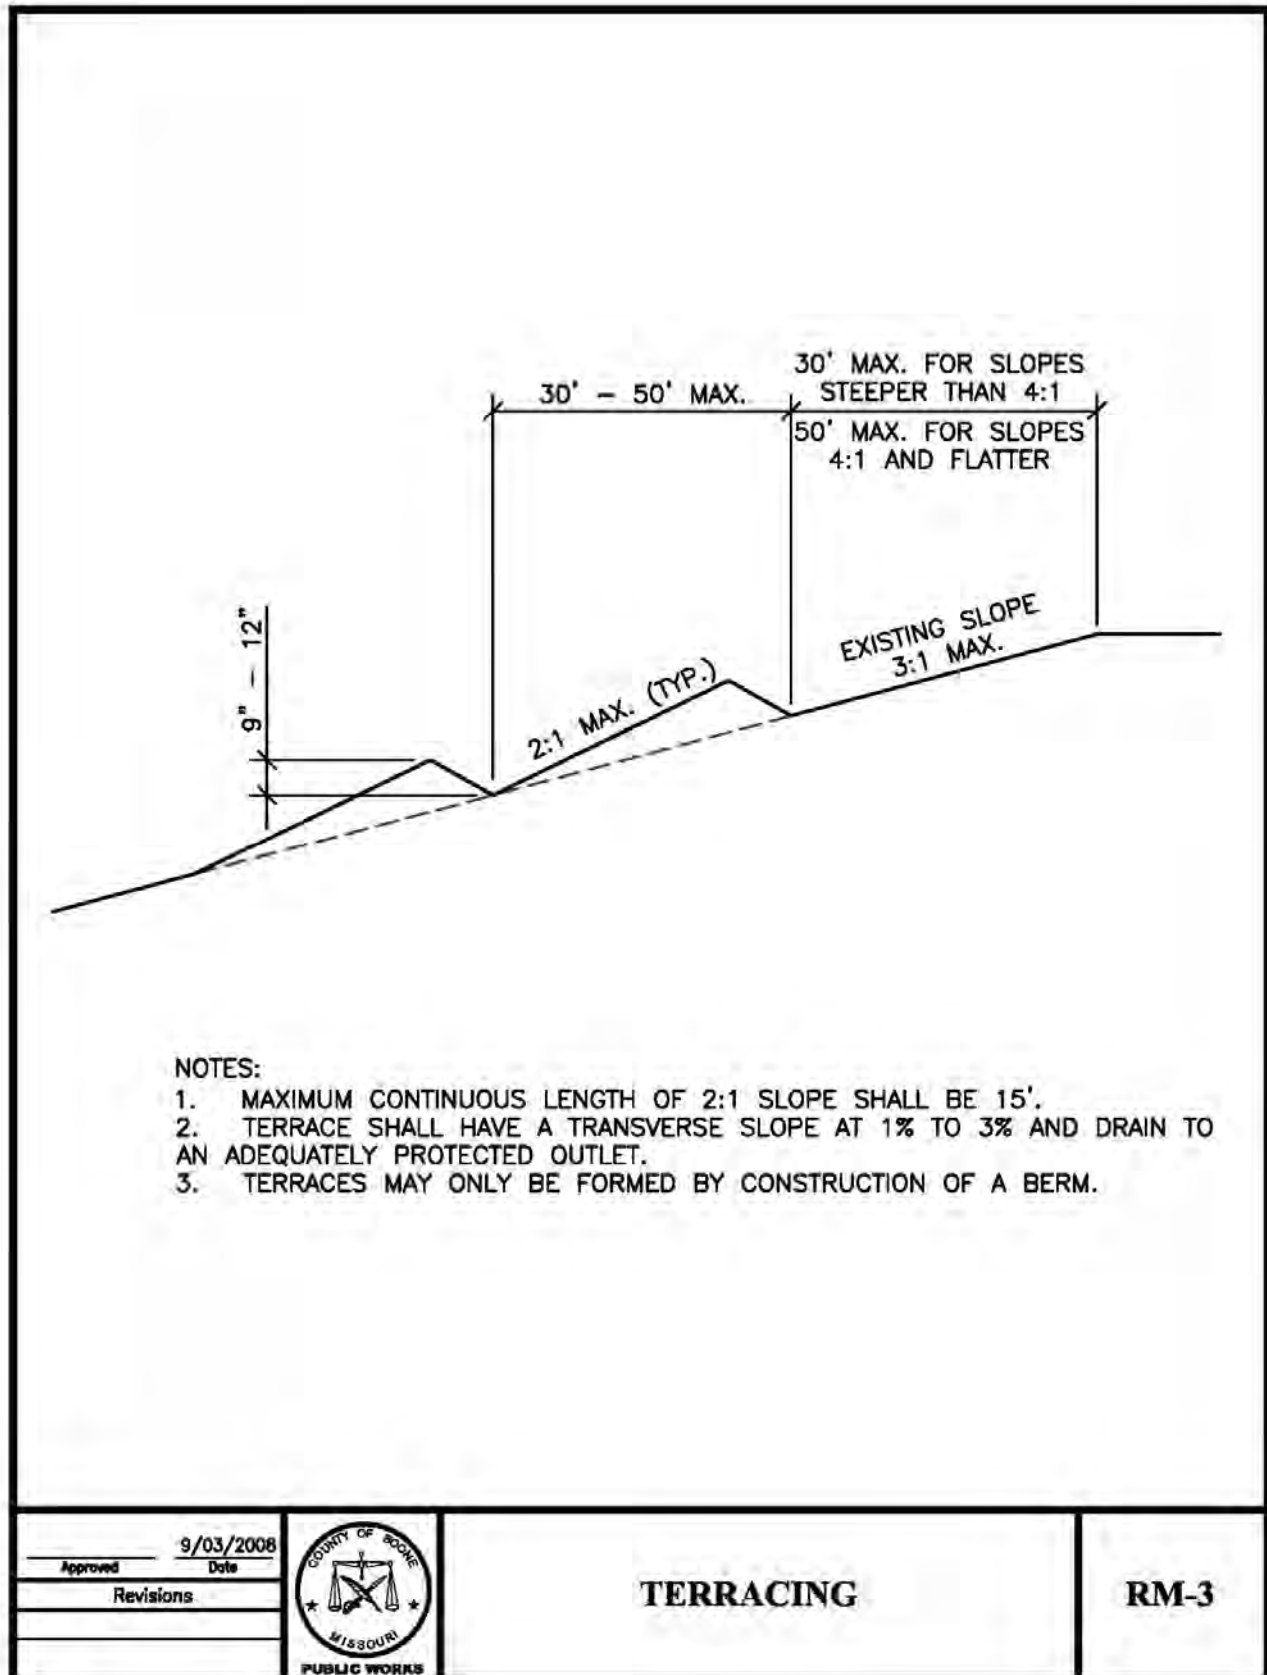 30' MAX. FOR SLOPES
STEEPER THAN 4:1
30' – 50' MAX.
50' MAX. FOR SLOPES
4:1 AND FLATTER
9" – 12"
2:1 MAX. (TYP.)
EXISTING SLOPE
3:1 MAX.
NOTES:
1. MAXIMUM CONTINUOUS LENGTH OF 2:1 SLOPE SHALL BE 15'.
2. TERRACE SHALL HAVE A TRANSVERSE SLOPE AT 1% TO 3% AND DRAIN TO
AN ADEQUATELY PROTECTED OUTLET.
3. TERRACES MAY ONLY BE FORMED BY CONSTRUCTION OF A BERM.
9/03/2008
Approved Date
Revisions
COUNTY OF BOONE
MISSOURI
PUBLIC WORKS
TERRACING
RM-3